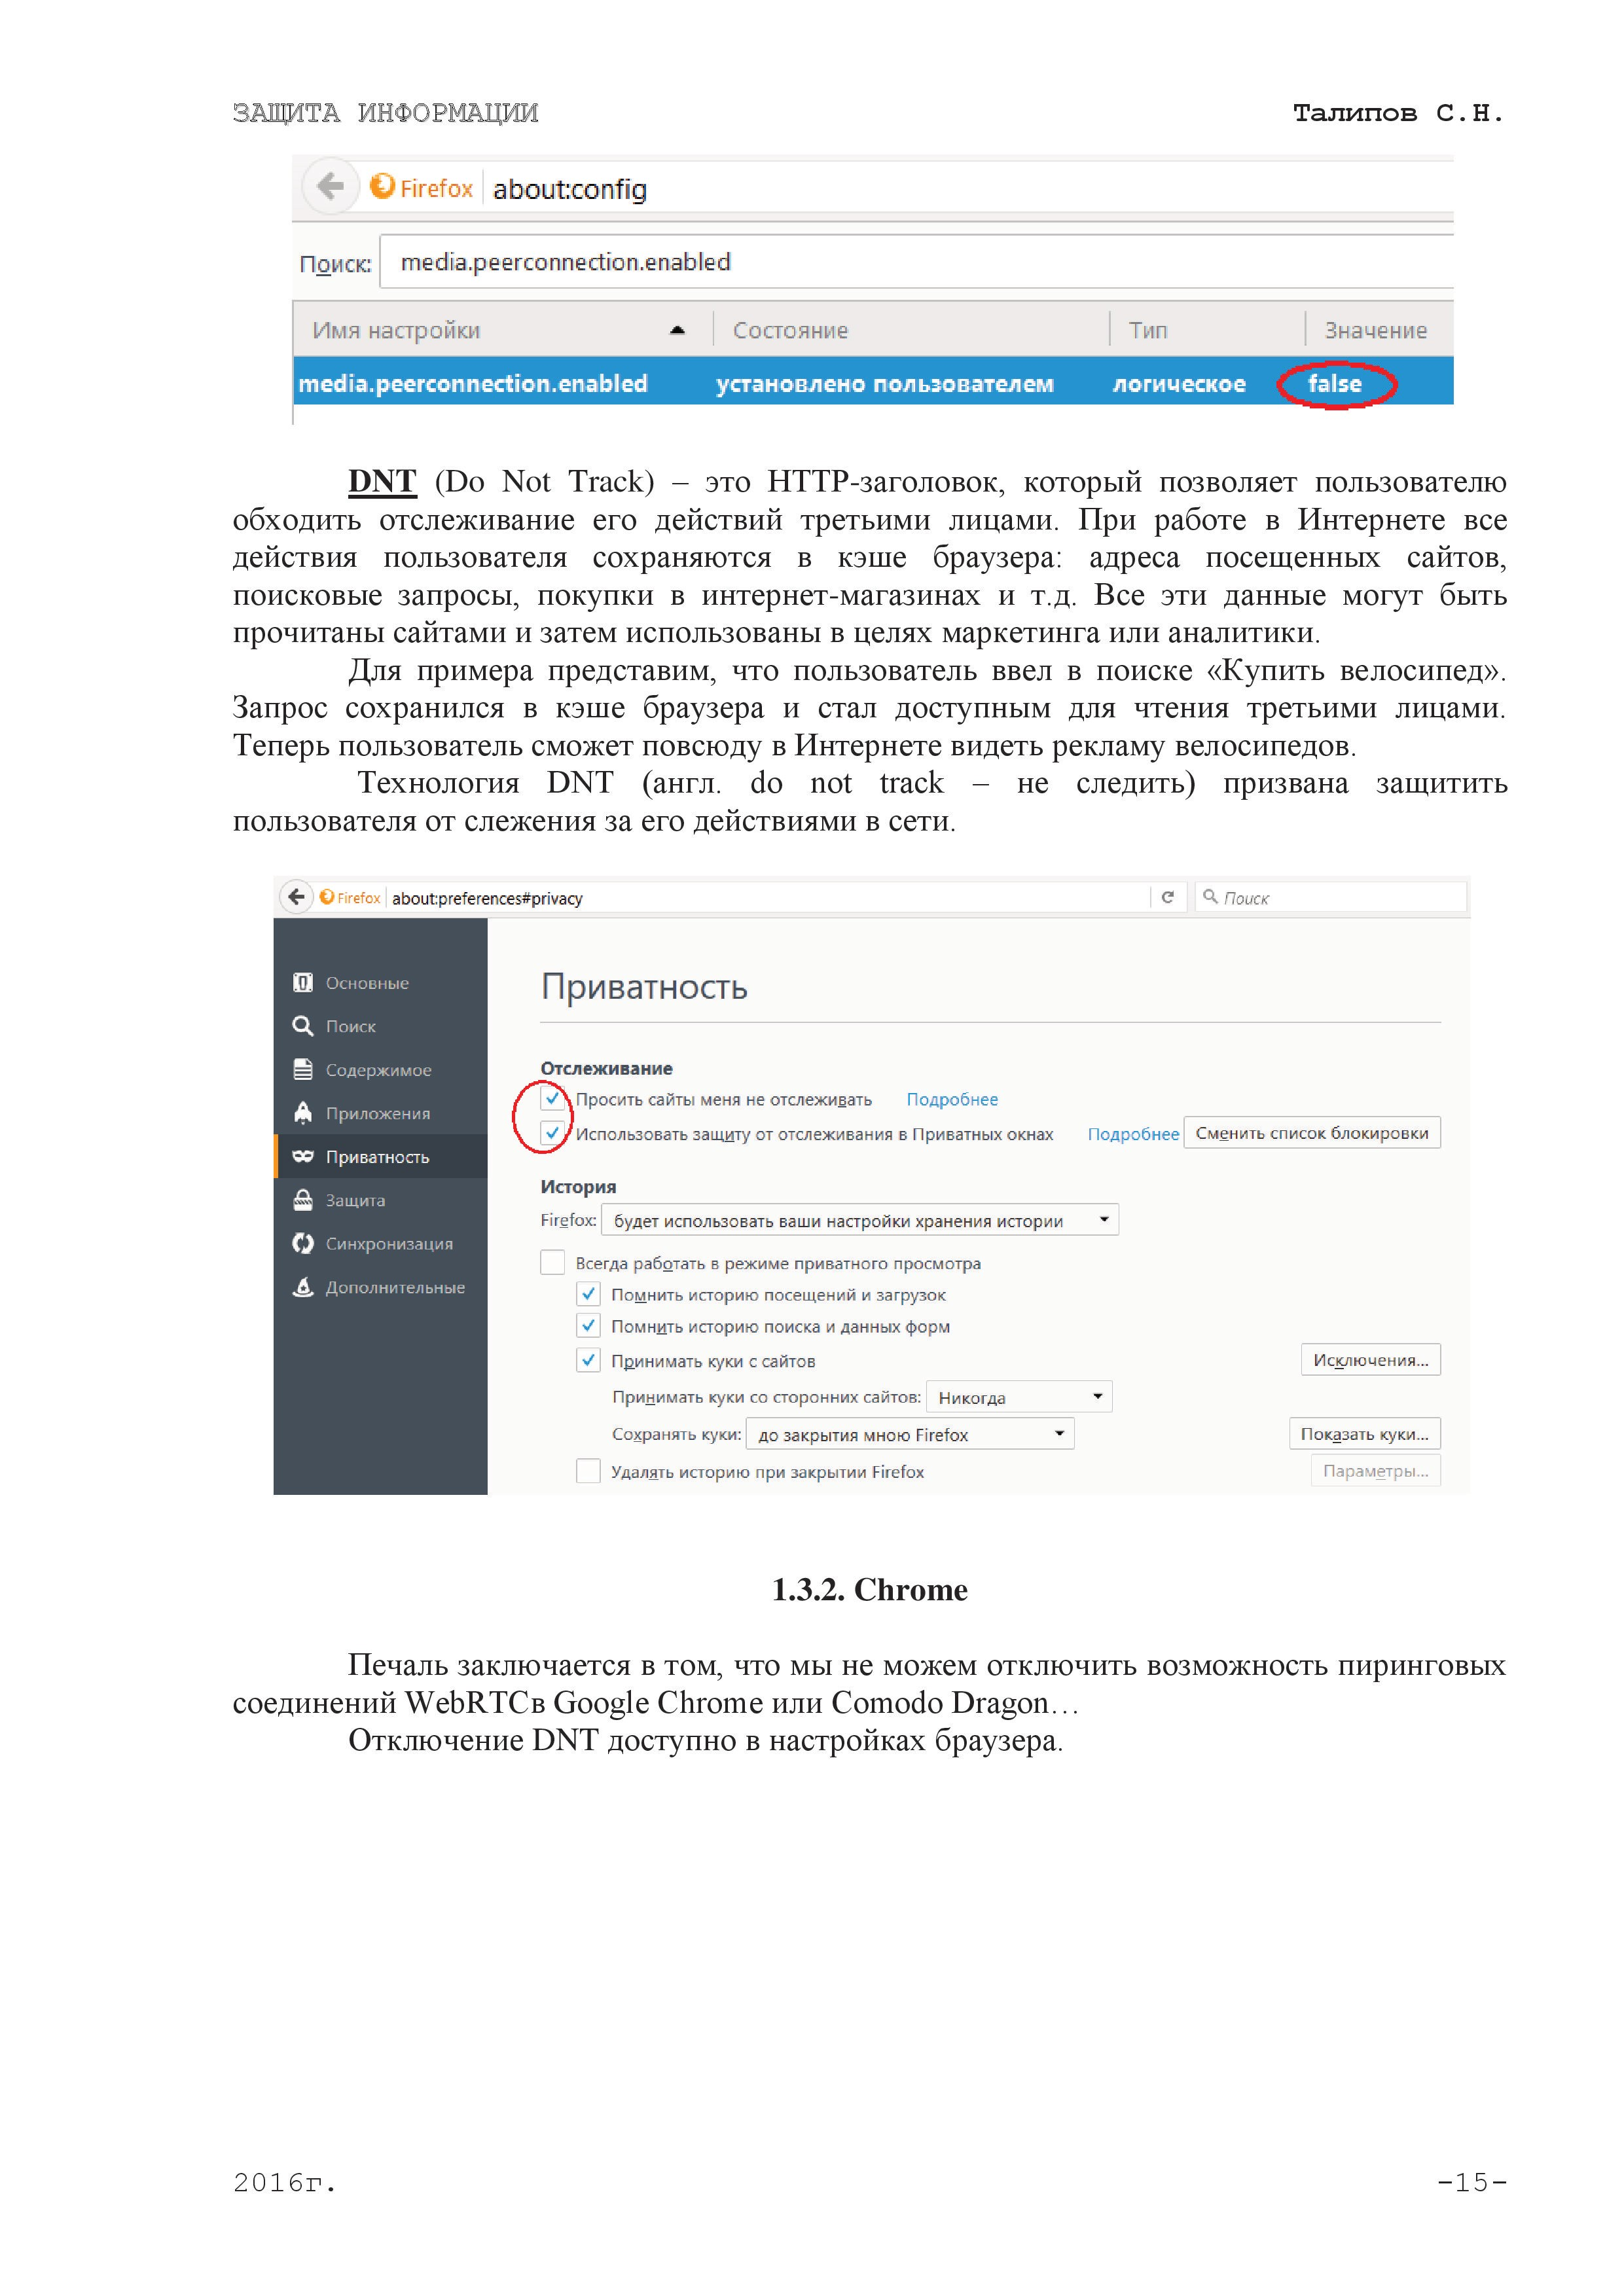 ЗАЩИТА ИНФОРМАЦИИ Талипов С.Н.
Firefox about:config
Поиск: media.peerconnection.enabled
Имя настройки Состояние Тип Значение
media.peerconnection.enabled установлено пользователем логическое false
DNT (Do Not Track) – это HTTP-заголовок, который позволяет пользователю
обходить отслеживание его действий третьими лицами. При работе в Интернете все
действия пользователя сохраняются в кэше браузера: адреса посещенных сайтов,
поисковые запросы, покупки в интернет-магазинах и т.д. Все эти данные могут быть
прочитаны сайтами и затем использованы в целях маркетинга или аналитики.
Для примера представим, что пользователь ввел в поиске «Купить велосипед».
Запрос сохранился в кэше браузера и стал доступным для чтения третьими лицами.
Теперь пользователь сможет повсюду в Интернете видеть рекламу велосипедов.
Технология DNT (англ. do not track – не следить) призвана защитить
пользователя от слежения за его действиями в сети.
Firefox about:preferences#privacy Поиск
Основные
Поиск
Содержимое
Приложения
Приватность
Защита
Синхронизация
Дополнительные
Приватность
Отслеживание
Просить сайты меня не отслеживать Подробнее
Использовать защиту от отслеживания в Приватных окнах Подробнее Сменить список блокировки
История
Firefox: будет использовать ваши настройки хранения истории
Всегда работать в режиме приватного просмотра
Помнить историю посещений и загрузок
Помнить историю поиска и данных форм
Принимать куки с сайтов Исключения...
Принимать куки со сторонних сайтов: Никогда
Сохранять куки: до закрытия мною Firefox Показать куки...
Удалять историю при закрытии Firefox Параметры...
1.3.2. Chrome
Печаль заключается в том, что мы не можем отключить возможность пиринговых
соединений WebRTCв Google Chrome или Comodo Dragon…
Отключение DNT доступно в настройках браузера.
2016г. -15-